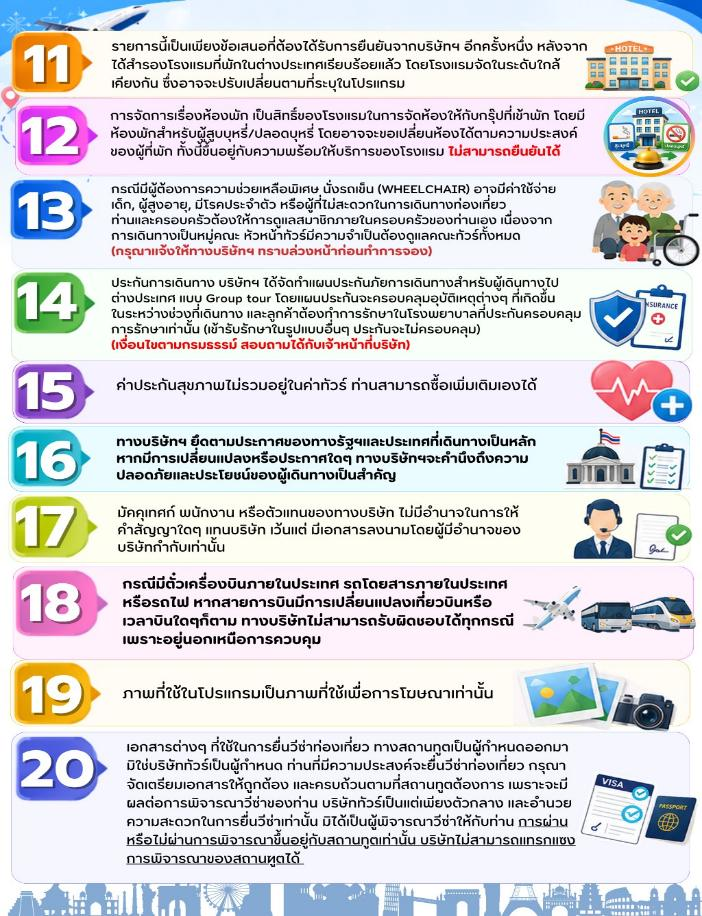 11
รายการนี้เป็นเพียงข้อเสนอที่ต้องได้รับการยืนยันจากบริษัทฯ อีกครั้งหนึ่ง หลังจาก
ได้สำรองโรงแรมที่พักในต่างประเทศเรียบร้อยแล้ว โดยโรงแรมจัดในระดับใกล้
เคียงกัน ซึ่งอาจจะปรับเปลี่ยนตามที่ระบุในโปรแกรม
HOTEL
12
การจัดการเรื่องห้องพัก เป็นสิทธิ์ของโรงแรมในการจัดห้องให้กับกรุ๊ปที่เข้าพัก โดยมี
ห้องพักสำหรับผู้สูบบุหรี่/ปลอดบุหรี่ โดยอาจจะขอเปลี่ยนห้องได้ตามความประสงค์
ของผู้ที่พัก ทั้งนี้ขึ้นอยู่กับความพร้อมให้บริการของโรงแรม ไม่สามารถยืนยันได้
HOTEL
13
กรณีมีผู้ต้องการความช่วยเหลือพิเศษ นั่งรถเข็น (WHEELCHAIR) อาจมีค่าใช้จ่าย
เด็ก, ผู้สูงอายุ, มีโรคประจำตัว หรือผู้ที่ไม่สะดวกในการเดินทางท่องเที่ยว
ท่านและครอบครัวต้องให้การดูแลสมาชิกภายในครอบครัวของท่านเอง เนื่องจาก
การเดินทางเป็นหมู่คณะ หัวหน้าทัวร์มีความจำเป็นต้องดูแลคณะทัวร์ทั้งหมด
(กรุณาแจ้งให้ทางบริษัทฯ ทราบล่วงหน้าก่อนทำการจอง)
14
ประกันการเดินทาง บริษัทฯ ได้จัดทำแผนประกันภัยการเดินทางสำหรับผู้เดินทางไป
ต่างประเทศ แบบ Group tour โดยแผนประกันจะครอบคลุมอุบัติเหตุต่างๆ ที่เกิดขึ้น
ในระหว่างช่วงที่เดินทาง และลูกค้าต้องทำการรักษาในโรงพยาบาลที่ประกันครอบคลุม
การรักษาเท่านั้น (เข้ารับรักษาในรูปแบบอื่นๆ ประกันจะไม่ครอบคลุม)
(เงื่อนไขตามกรมธรรม์ สอบถามได้กับเจ้าหน้าที่บริษัท)
NSURANCE
15
ค่าประกันสุขภาพไม่รวมอยู่ในค่าทัวร์ ท่านสามารถซื้อเพิ่มเติมเองได้
16
ทางบริษัทฯ ยึดตามประกาศของทางรัฐฯและประเทศที่เดินทางเป็นหลัก
หากมีการเปลี่ยนแปลงหรือประกาศใดๆ ทางบริษัทฯจะคำนึงถึงความ
ปลอดภัยและประโยชน์ของผู้เดินทางเป็นสำคัญ
17
มัคคุเทศก์ พนักงาน หรือตัวแทนของทางบริษัท ไม่มีอำนาจในการให้
คำสัญญาใดๆ แทนบริษัท เว้นแต่ มีเอกสารลงนามโดยผู้มีอำนาจของ
บริษัทกำกับเท่านั้น
18
กรณีมีตั๋วเครื่องบินภายในประเทศ รถโดยสารภายในประเทศ
หรือรถไฟ หากสายการบินมีการเปลี่ยนแปลงเที่ยวบินหรือ
เวลาบินใดๆก็ตาม ทางบริษัทไม่สามารถรับผิดชอบได้ทุกกรณี
เพราะอยู่นอกเหนือการควบคุม
19
ภาพที่ใช้ในโปรแกรมเป็นภาพที่ใช้เพื่อการโฆษณาเท่านั้น
20
เอกสารต่างๆ ที่ใช้ในการยื่นวีซ่าท่องเที่ยว ทางสถานทูตเป็นผู้กำหนดออกมา
มิใช่บริษัททัวร์เป็นผู้กำหนด ท่านที่มีความประสงค์จะยื่นวีซ่าท่องเที่ยว กรุณา
จัดเตรียมเอกสารให้ถูกต้อง และครบถ้วนตามที่สถานทูตต้องการ เพราะจะมี
ผลต่อการพิจารณาวีซ่าของท่าน บริษัททัวร์เป็นแต่เพียงตัวกลาง และอำนวย
ความสะดวกในการยื่นวีซ่าเท่านั้น มิได้เป็นผู้พิจารณาวีซ่าให้กับท่าน การผ่าน
หรือไม่ผ่านการพิจารณาขึ้นอยู่กับสถานทูตเท่านั้น บริษัทไม่สามารถแทรกแซง
การพิจารณาของสถานทูตได้
VISA
PASSPORT